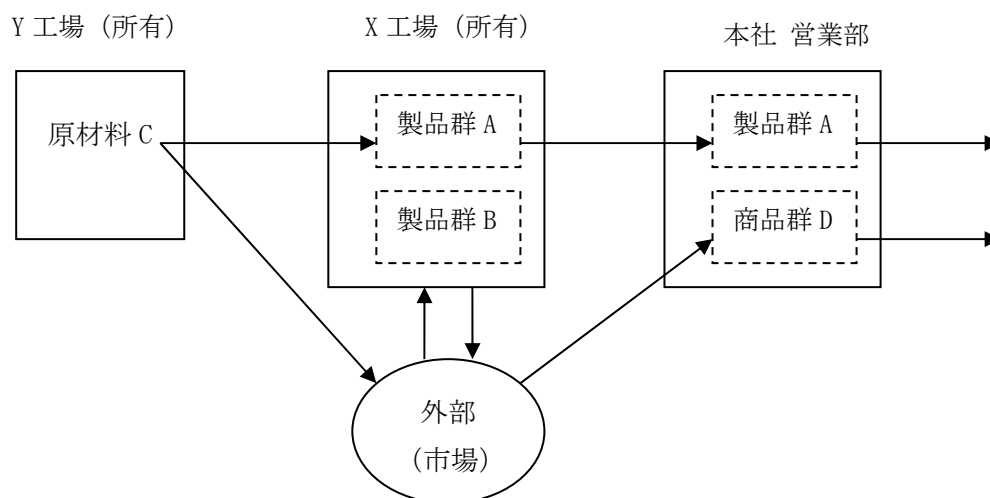 Y 工場 (所有)
X 工場 (所有)
本社 営業部
原材料 C
製品群 A
製品群 B
製品群 A
商品群 D
外部
(市場)